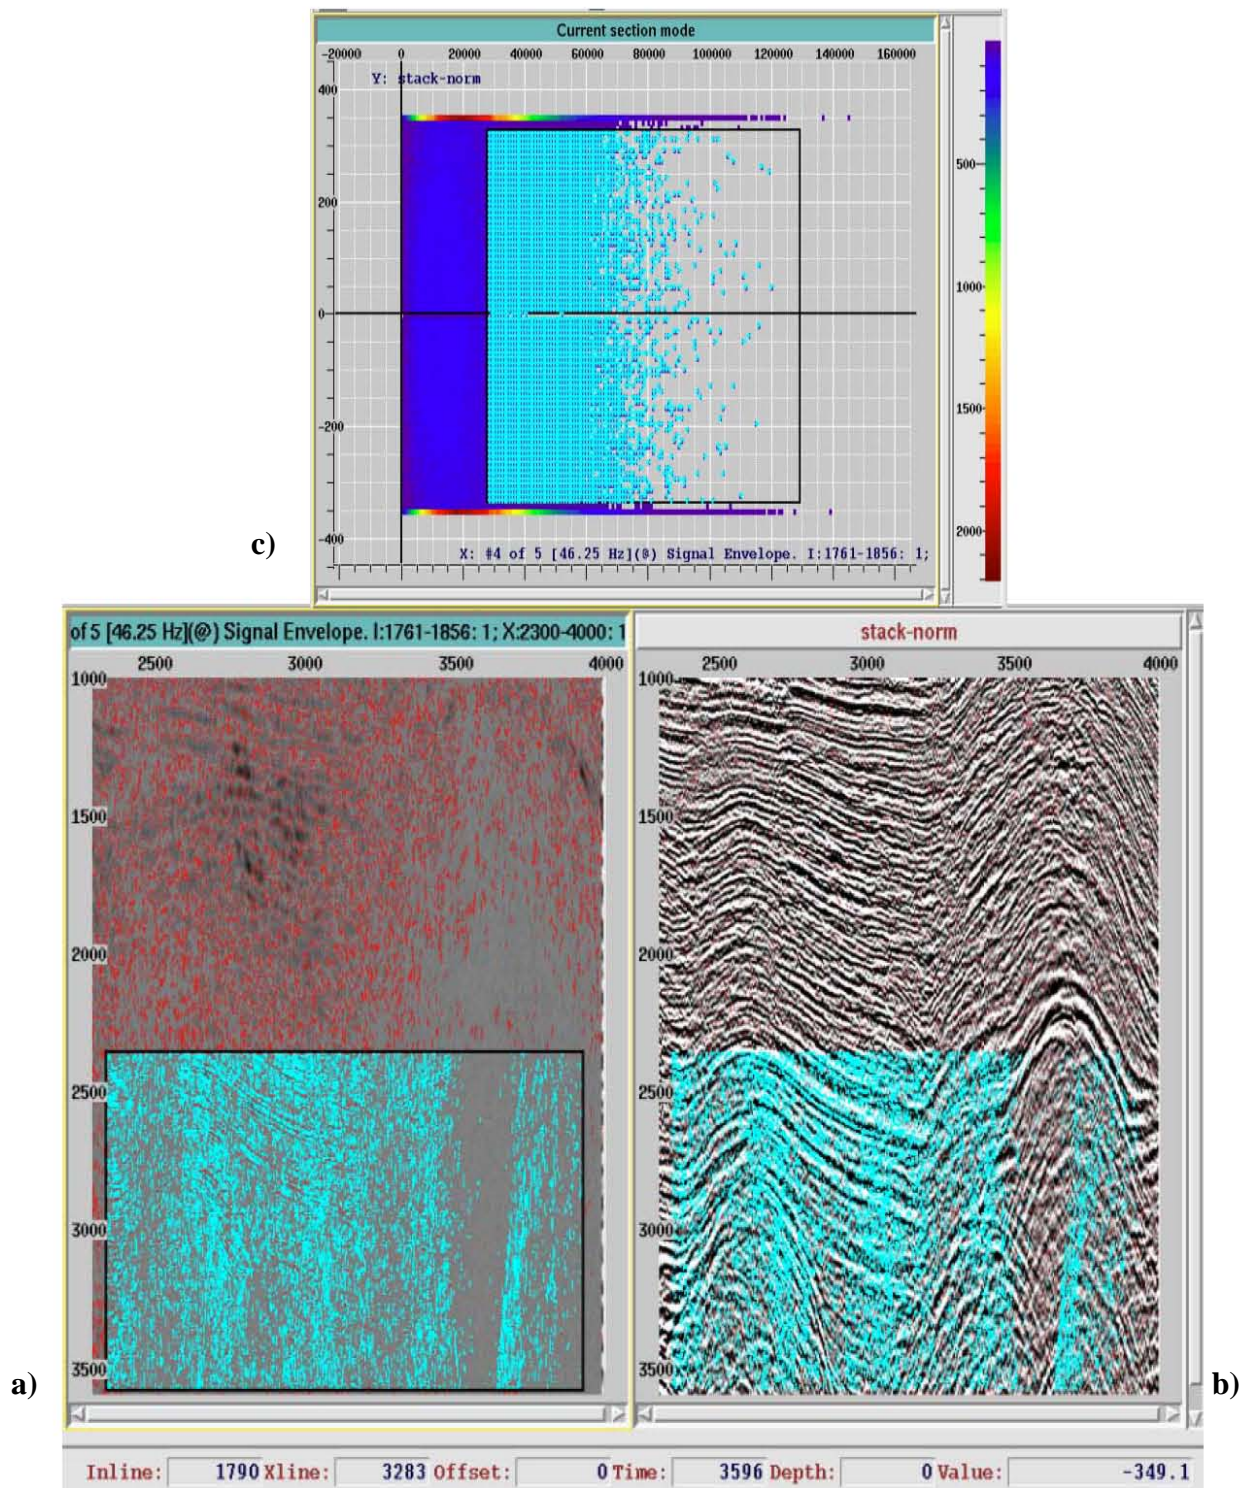 Current section mode
-20000 0 20000 40000 60000 80000 100000 120000 140000 160000
Y: stack-norm
400
200
0
-200
-400
500
1000
1500
2000
X: #4 of 5 [46.25 Hz](@) Signal Envelope. I:1761-1856: 1;
c)
of 5 [46.25 Hz](@) Signal Envelope. I:1761-1856: 1; X:2300-4000: 1
2500 3000 3500 4000
1000
1500
2000
2500
3000
3500
a)
stack-norm
2500 3000 3500 4000
1000
1500
2000
2500
3000
3500
b)
Inline: 1790 Xline: 3283 Offset: 0 Time: 3596 Depth: 0 Value: -349.1